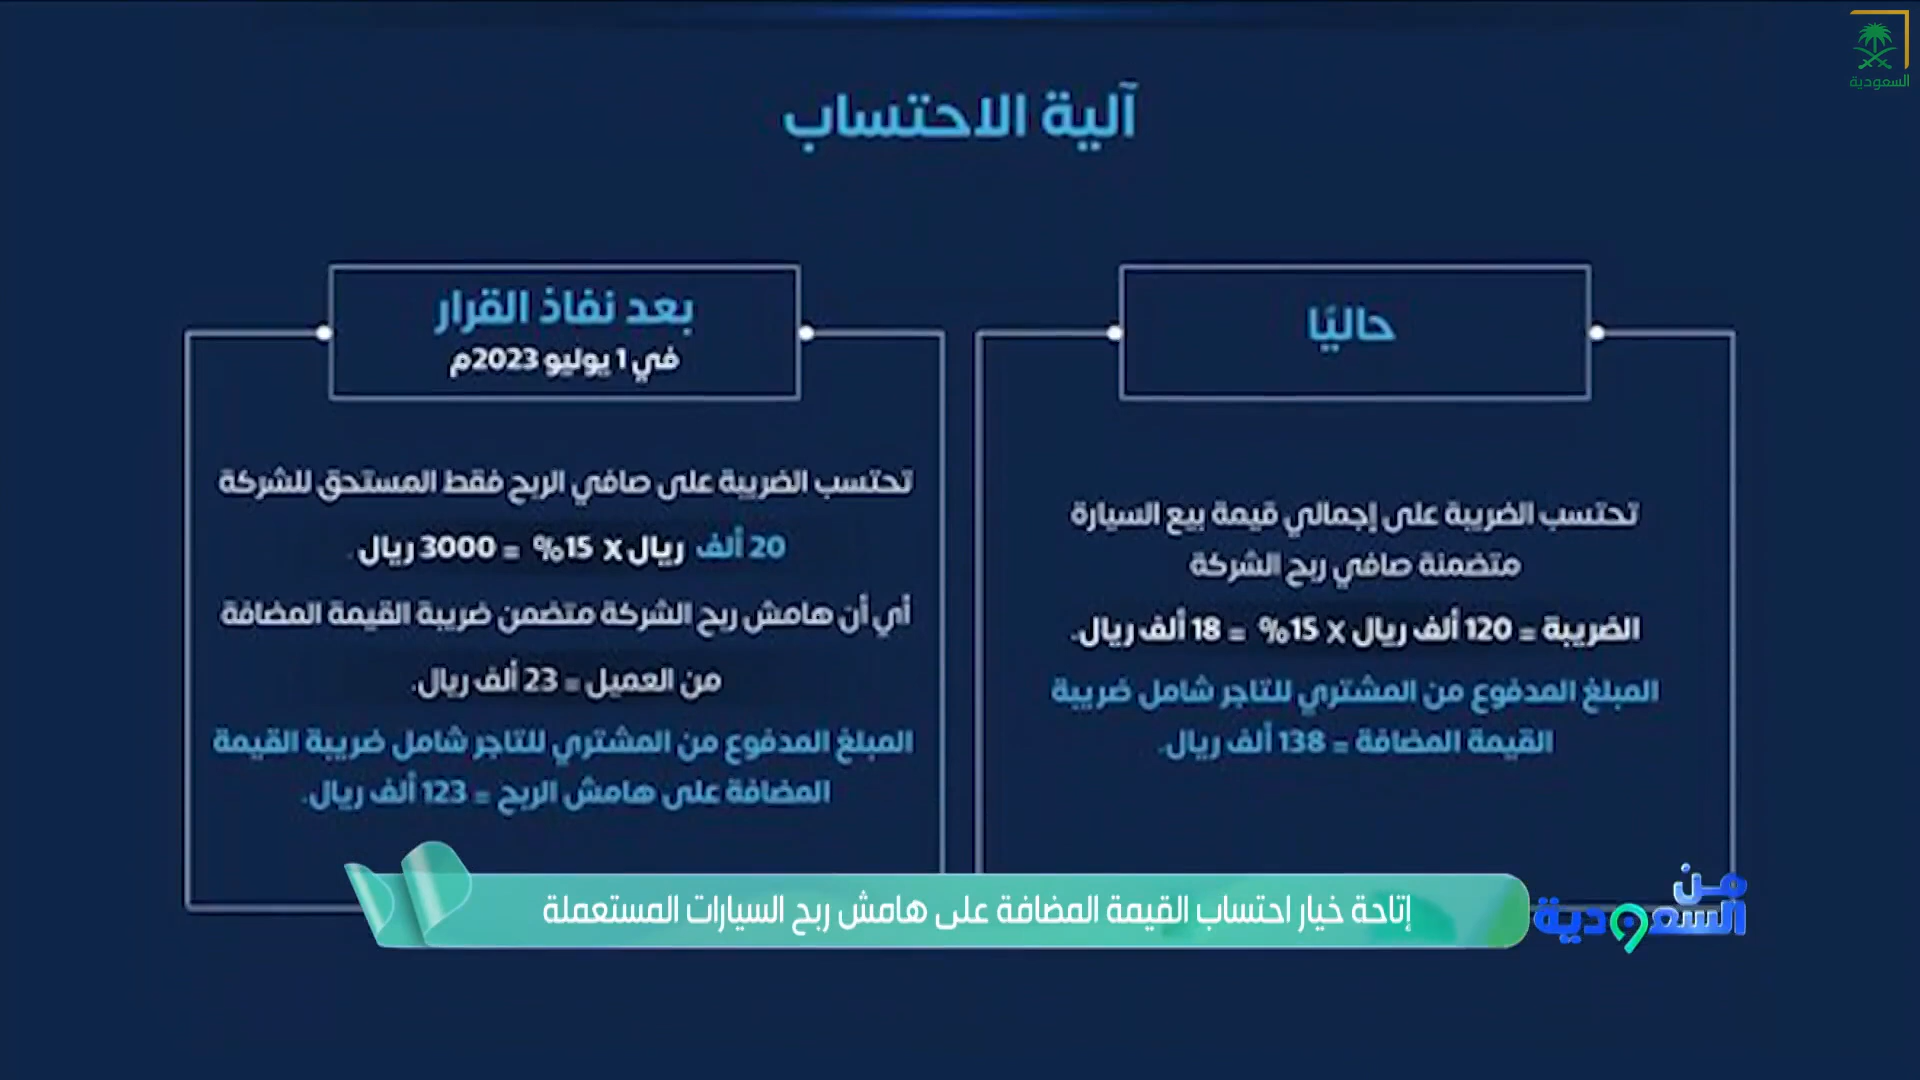 السعودية
آلية الاحتساب
حاليًا
تحتسب الضريبة على إجمالي قيمة بيع السيارة
متضمنة صافي ربح الشركة
الضريبة = 120 ألف ريال x 15% = 18 ألف ريال.
المبلغ المدفوع من المشتري للتاجر شامل ضريبة
القيمة المضافة = 138 ألف ريال.
بعد نفاذ القرار
في 1 يوليو 2023م
تحتسب الضريبة على صافي الربح فقط المستحق للشركة
20 ألف ريال x 15% = 3000 ريال.
أي أن هامش ربح الشركة متضمن ضريبة القيمة المضافة
من العميل = 23 ألف ريال.
المبلغ المدفوع من المشتري للتاجر شامل ضريبة القيمة
المضافة على هامش الربح = 123 ألف ريال.
إتاحة خيار احتساب القيمة المضافة على هامش ربح السيارات المستعملة
من
السعودية